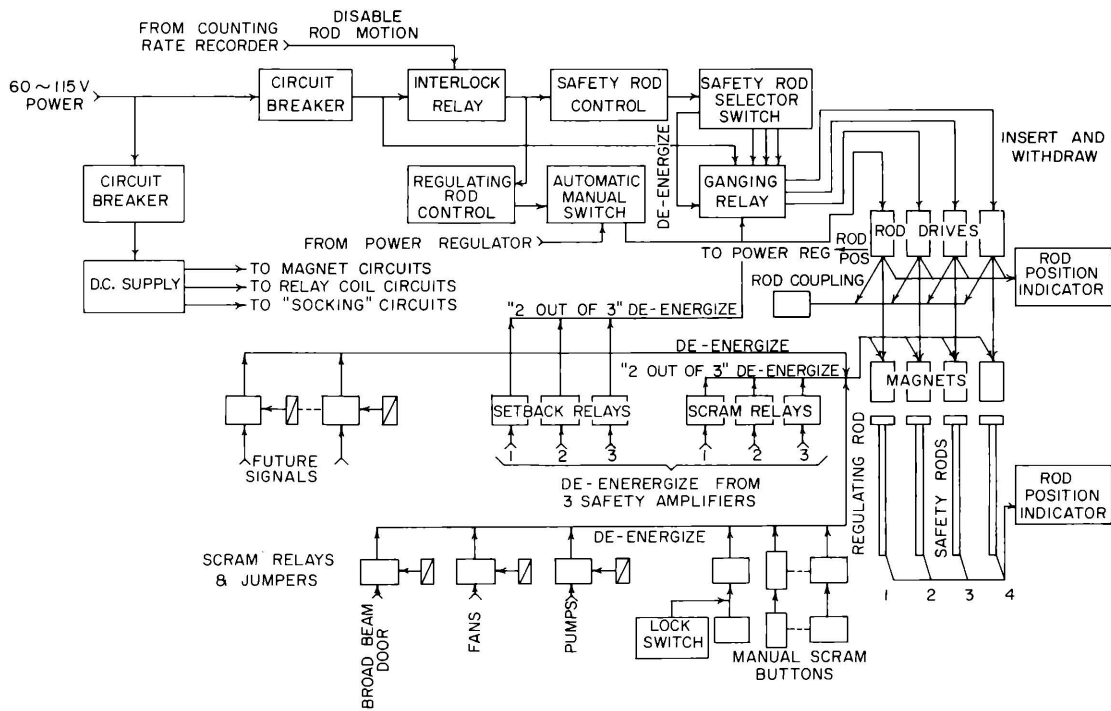 DISABLE
ROD MOTION
FROM COUNTING
RATE RECORDER
60~115V
POWER
CIRCUIT
BREAKER
INTERLOCK
RELAY
SAFETY ROD
CONTROL
SAFETY ROD
SELECTOR
SWITCH
INSERT AND
WITHDRAW
DE-ENERGIZE
CIRCUIT
BREAKER
REGULATING
ROD
CONTROL
AUTOMATIC
MANUAL
SWITCH
GANGING
RELAY
FROM POWER REGULATOR
ROD DRIVES
TO POWER REG
ROD
POS
D.C. SUPPLY
TO MAGNET CIRCUITS
TO RELAY COIL CIRCUITS
TO "SOCKING" CIRCUITS
ROD COUPLING
ROD
POSITION
INDICATOR
"2 OUT OF 3" DE-ENERGIZE
DE-ENERGIZE
"2 OUT OF 3" DE-ENERGIZE
MAGNETS
SETBACK RELAYS
SCRAM RELAYS
1 2 3
1 2 3
FUTURE
SIGNALS
DE-ENERERGIZE FROM
3 SAFETY AMPLIFIERS
REGULATING ROD
SAFETY RODS
ROD
POSITION
INDICATOR
DE-ENERGIZE
SCRAM RELAYS
& JUMPERS
1 2 3 4
BROAD BEAM
DOOR
FANS
PUMPS
LOCK
SWITCH
MANUAL SCRAM
BUTTONS